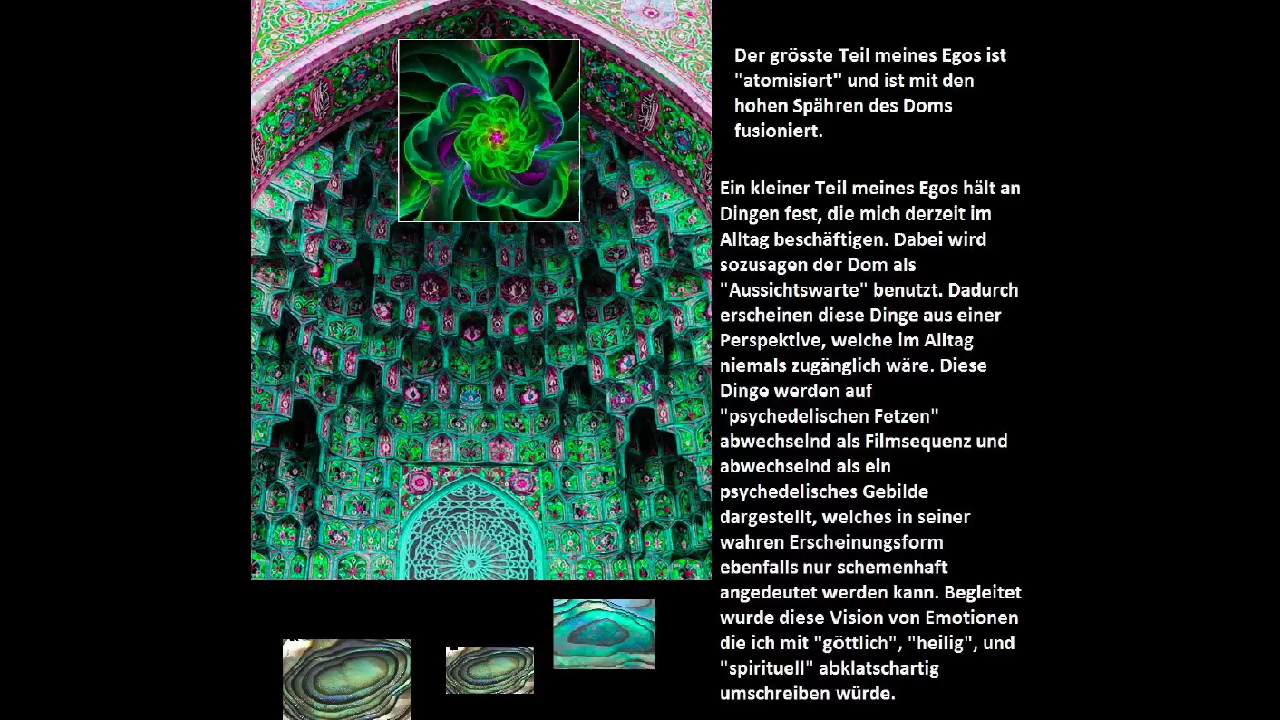 Der grösste Teil meines Egos ist
"atomisiert" und ist mit den
hohen Spähren des Doms
fusioniert.
Ein kleiner Teil meines Egos hält an
Dingen fest, die mich derzeit im
Alltag beschäftigen. Dabei wird
sozusagen der Dom als
"Aussichtswarte" benutzt. Dadurch
erscheinen diese Dinge aus einer
Perspektive, welche im Alltag
niemals zugänglich wäre. Diese
Dinge werden auf
"psychedelischen Fetzen"
abwechselnd als Filmsequenz und
abwechselnd als ein
psychedelisches Gebilde
dargestellt, welches in seiner
wahren Erscheinungsform
ebenfalls nur schemenhaft
angedeutet werden kann. Begleitet
wurde diese Vision von Emotionen
die ich mit "göttlich", "heilig", und
"spirituell" abklatschartig
umschreiben würde.